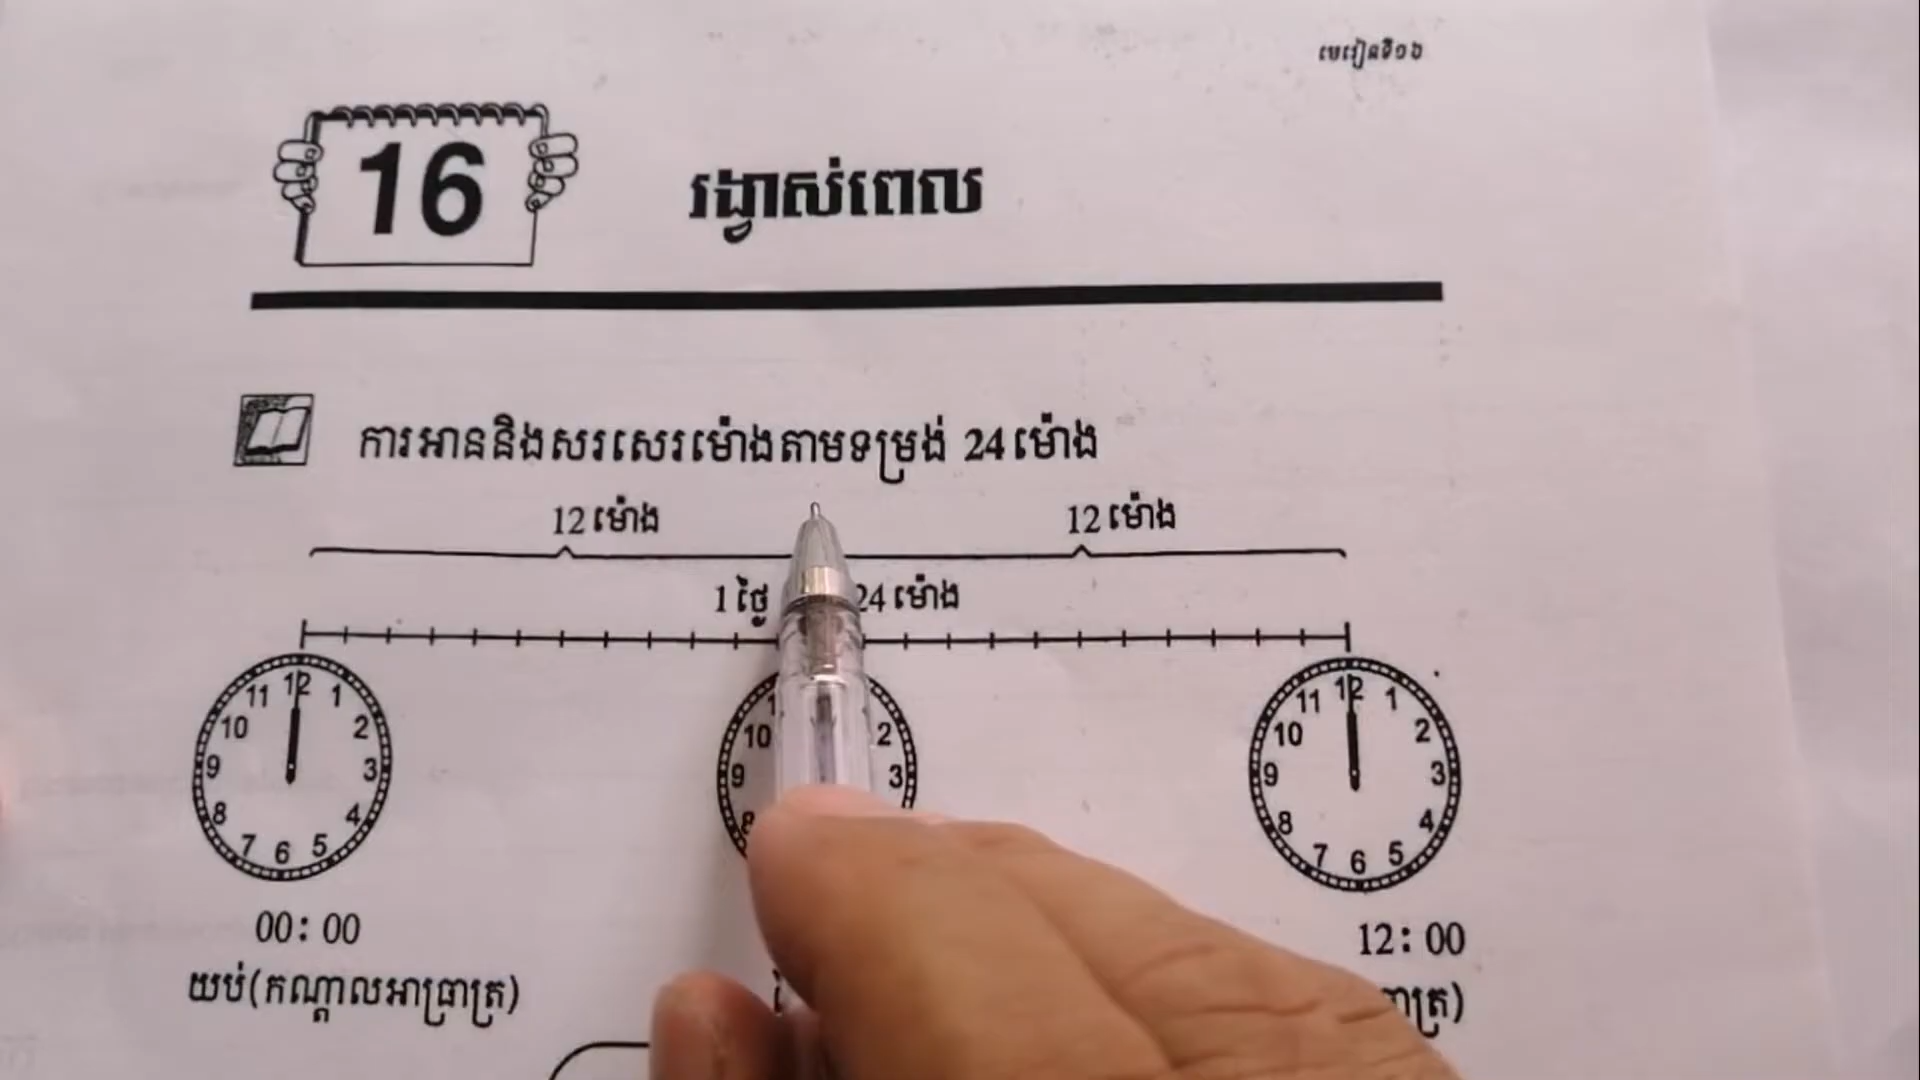 មេរៀនទី១៦
16
រង្វាស់ពេល
ការអាននិងសរសេរម៉ោងតាមទម្រង់ 24 ម៉ោង
12 ម៉ោង 12 ម៉ោង
1 ថ្ងៃ 24 ម៉ោង
12 1 2 3 4 5 6 7 8 9 10 11
10 9 8 2 3
12 1 2 3 4 5 6 7 8 9 10 11
00: 00 12: 00
យប់(កណ្ដាលអាធ្រាត្រ)